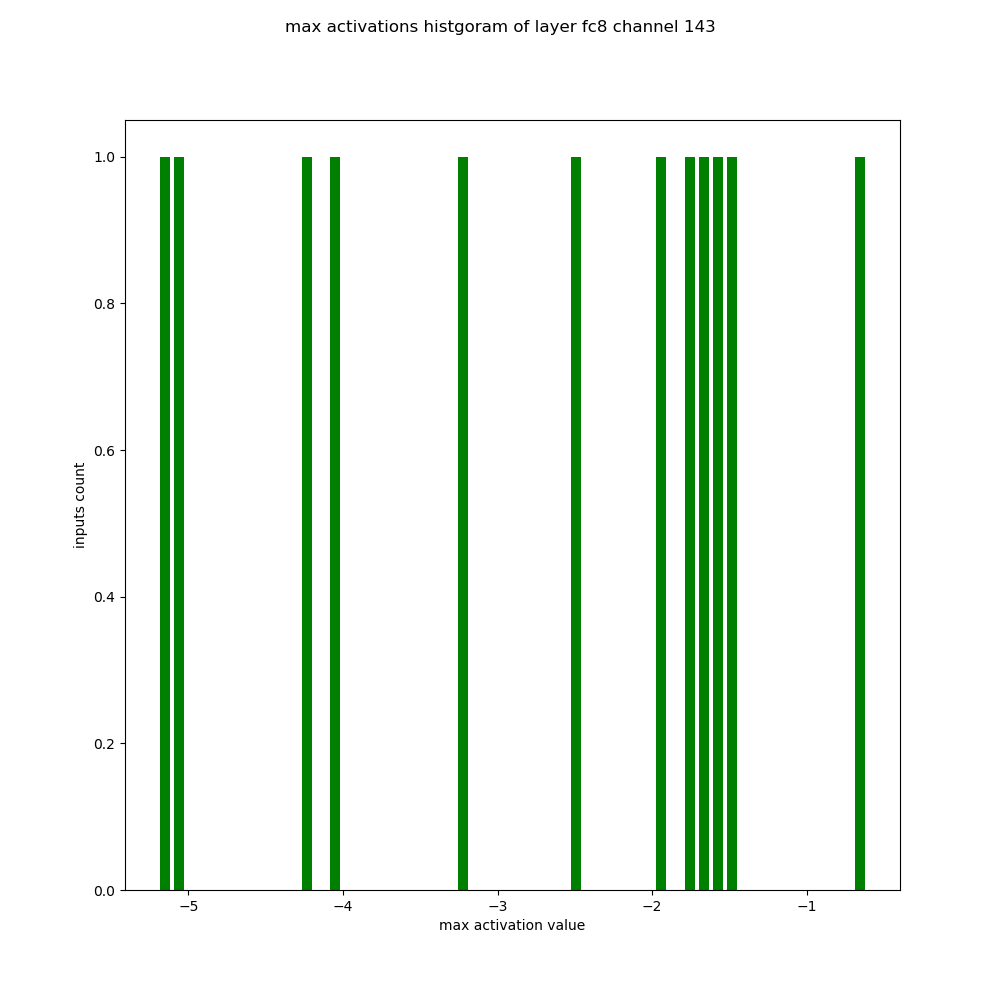 max activations histgoram of layer fc8 channel 143
1.0
0.8
0.6
0.4
0.2
0.0
inputs count
−5 −4 −3 −2 −1
max activation value